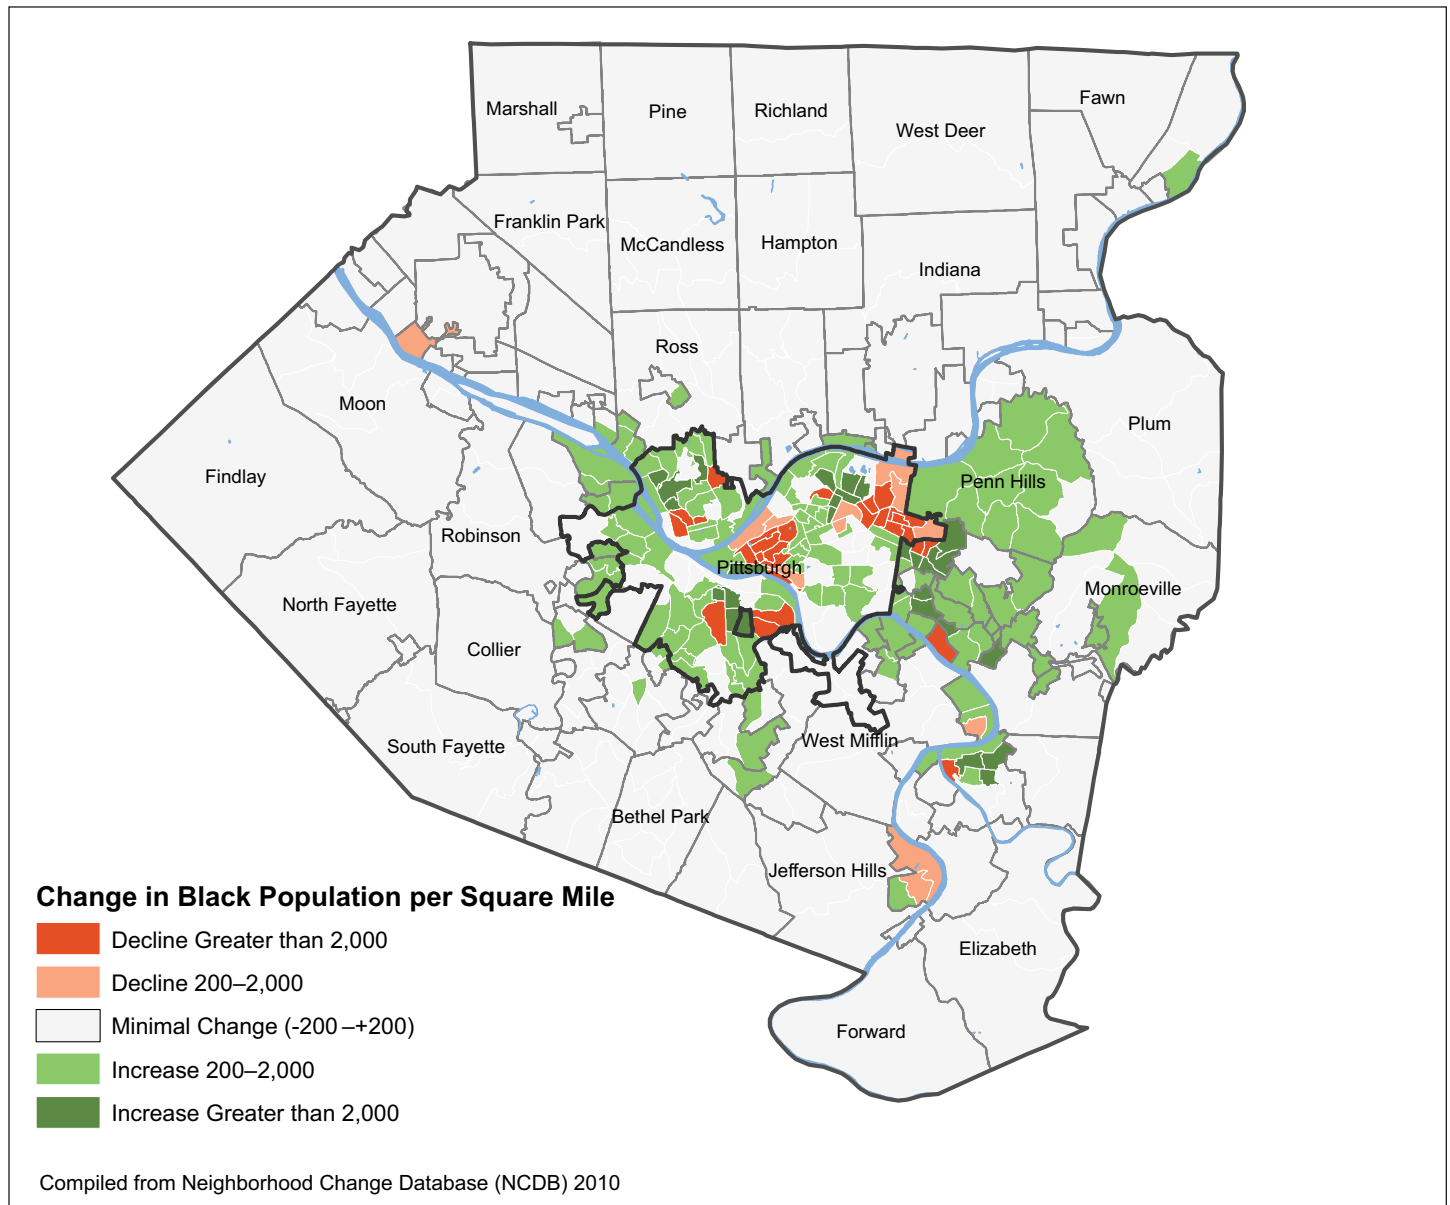 Marshall
Pine
Richland
West Deer
Fawn
Franklin Park
McCandless
Hampton
Indiana
Ross
Moon
Plum
Findlay
Penn Hills
Robinson
Pittsburgh
Monroeville
North Fayette
Collier
South Fayette
West Mifflin
Bethel Park
Jefferson Hills
Elizabeth
Forward
Change in Black Population per Square Mile
Decline Greater than 2,000
Decline 200–2,000
Minimal Change (-200 –+200)
Increase 200–2,000
Increase Greater than 2,000
Compiled from Neighborhood Change Database (NCDB) 2010